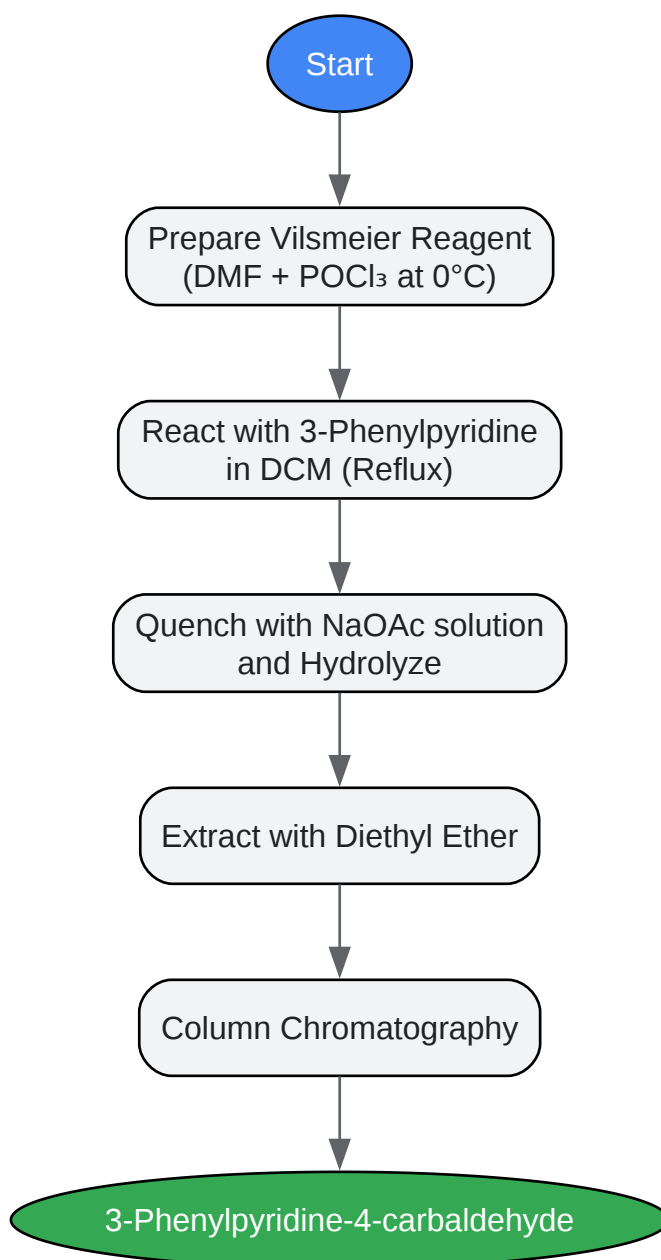 Start
Prepare Vilsmeier Reagent
(DMF + POCl₃ at 0°C)
React with 3-Phenylpyridine
in DCM (Reflux)
Quench with NaOAc solution
and Hydrolyze
Extract with Diethyl Ether
Column Chromatography
3-Phenylpyridine-4-carbaldehyde